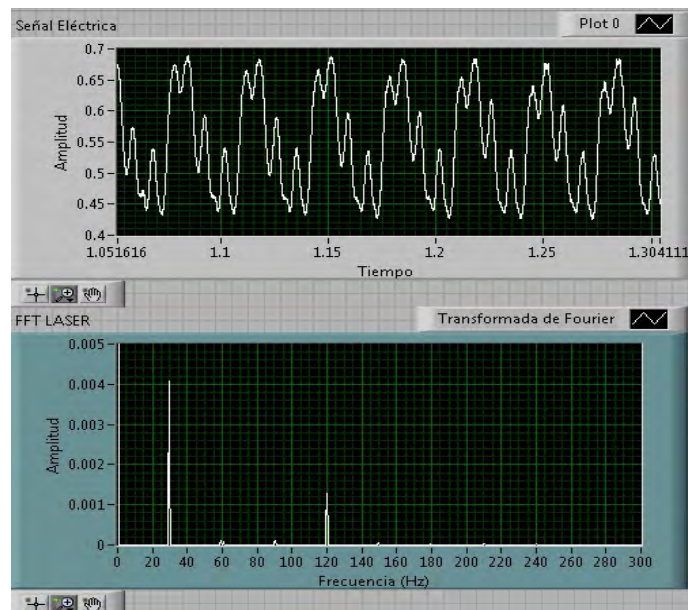 Señal Eléctrica
Plot 0
0.7
0.65
0.6
0.55
0.5
0.45
0.4
Amplitud
1.051616 1.1 1.15 1.2 1.25 1.304111
Tiempo
FFT LASER
Transformada de Fourier
0.005
0.004
0.003
0.002
0.001
0
Amplitud
0 20 40 60 80 100 120 140 160 180 200 220 240 260 280 300
Frecuencia (Hz)